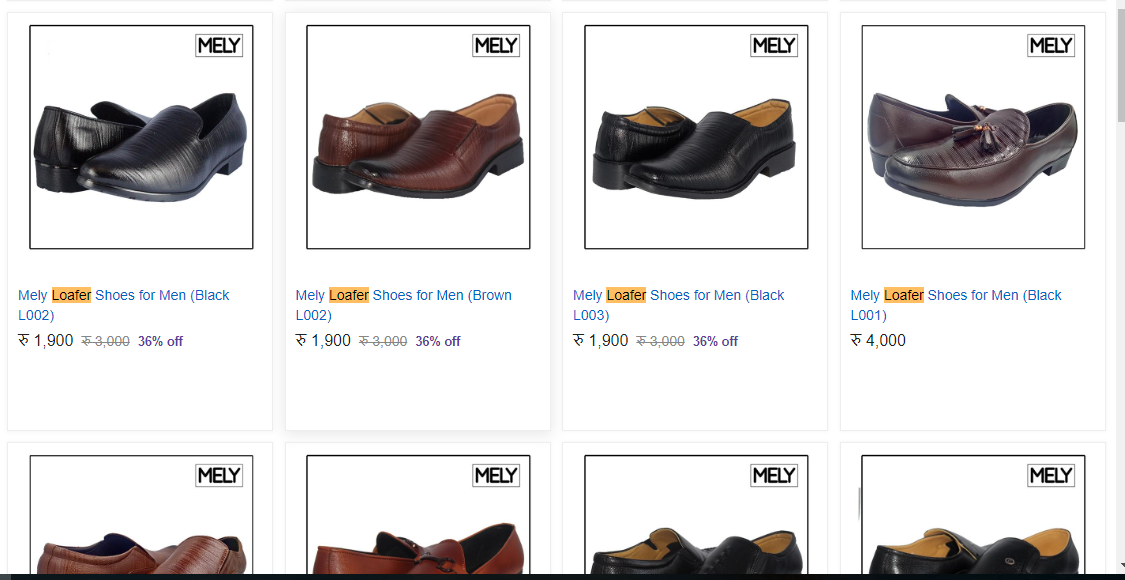 MELY
MELY
MELY
MELY
Mely Loafer Shoes for Men (Black
L002)
रु 1,900 रु 3,000 36% off
Mely Loafer Shoes for Men (Brown
L002)
रु 1,900 रु 3,000 36% off
Mely Loafer Shoes for Men (Black
L003)
रु 1,900 रु 3,000 36% off
Mely Loafer Shoes for Men (Black
L001)
रु 4,000
MELY
MELY
MELY
MELY